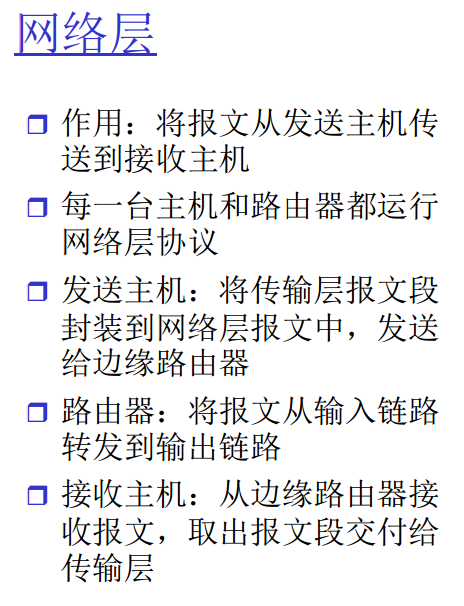 网络层
作用：将报文从发送主机传
送到接收主机
每一台主机和路由器都运行
网络层协议
发送主机：将传输层报文段
封装到网络层报文中，发送
给边缘路由器
路由器：将报文从输入链路
转发到输出链路
接收主机：从边缘路由器接
收报文，取出报文段交付给
传输层